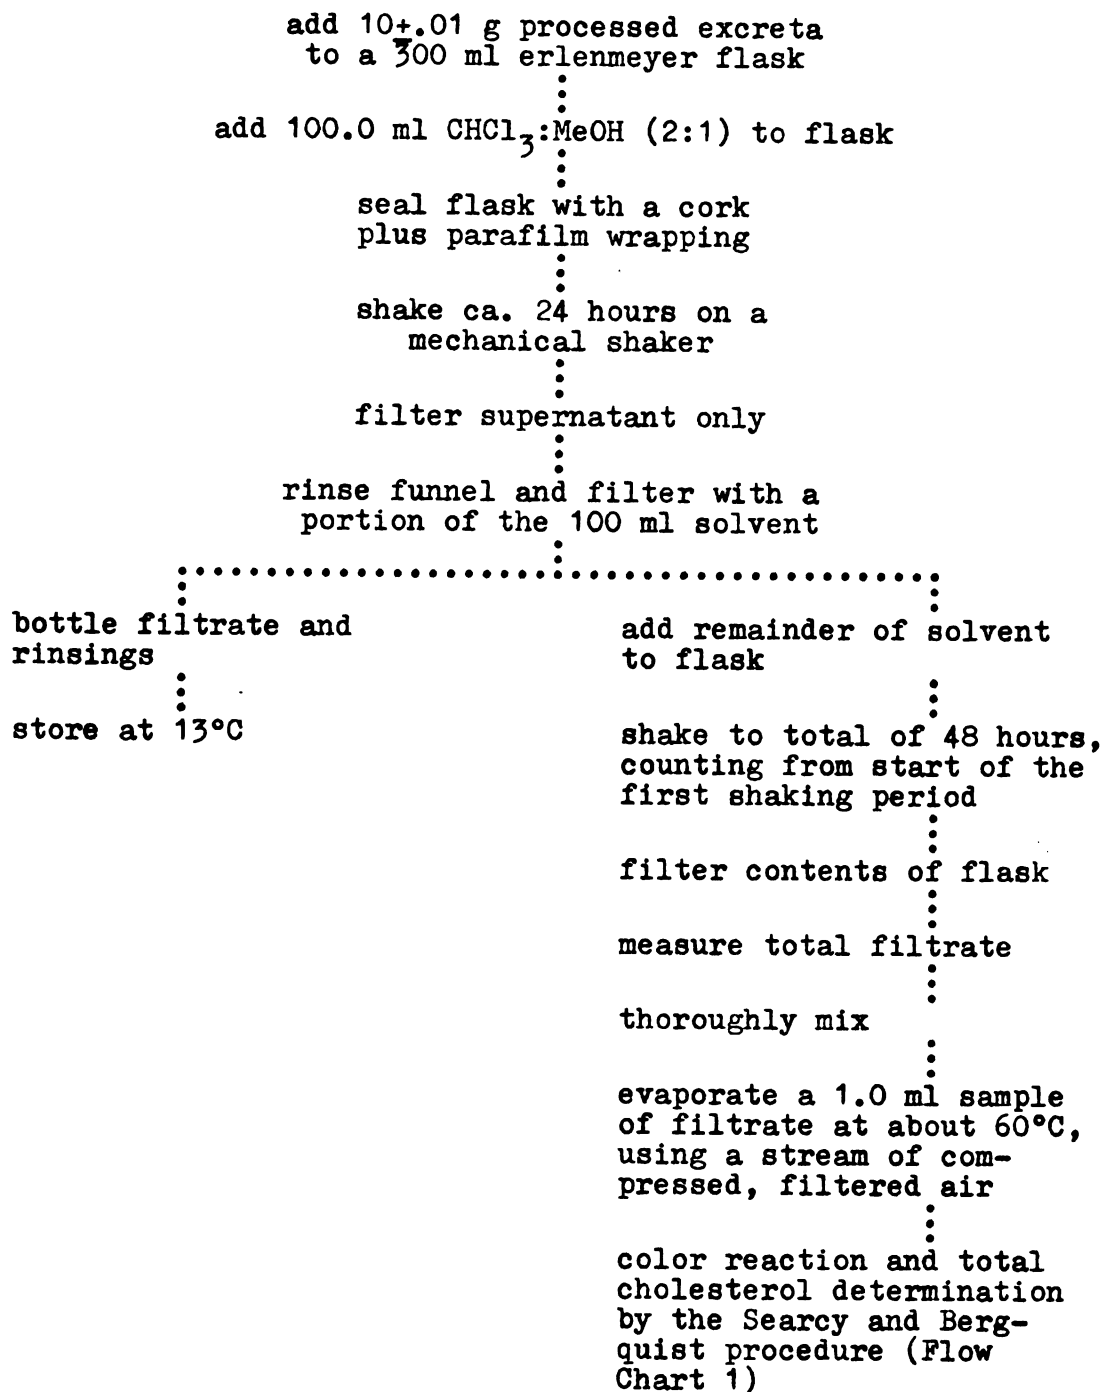 add 10±.01 g processed excreta
to a 300 ml erlenmeyer flask
add 100.0 ml CHCl3:MeOH (2:1) to flask
seal flask with a cork
plus parafilm wrapping
shake ca. 24 hours on a
mechanical shaker
filter supernatant only
rinse funnel and filter with a
portion of the 100 ml solvent
bottle filtrate and
rinsings
store at 13°C
add remainder of solvent
to flask
shake to total of 48 hours,
counting from start of the
first shaking period
filter contents of flask
measure total filtrate
thoroughly mix
evaporate a 1.0 ml sample
of filtrate at about 60°C,
using a stream of com-
pressed, filtered air
color reaction and total
cholesterol determination
by the Searcy and Berg-
quist procedure (Flow
Chart 1)